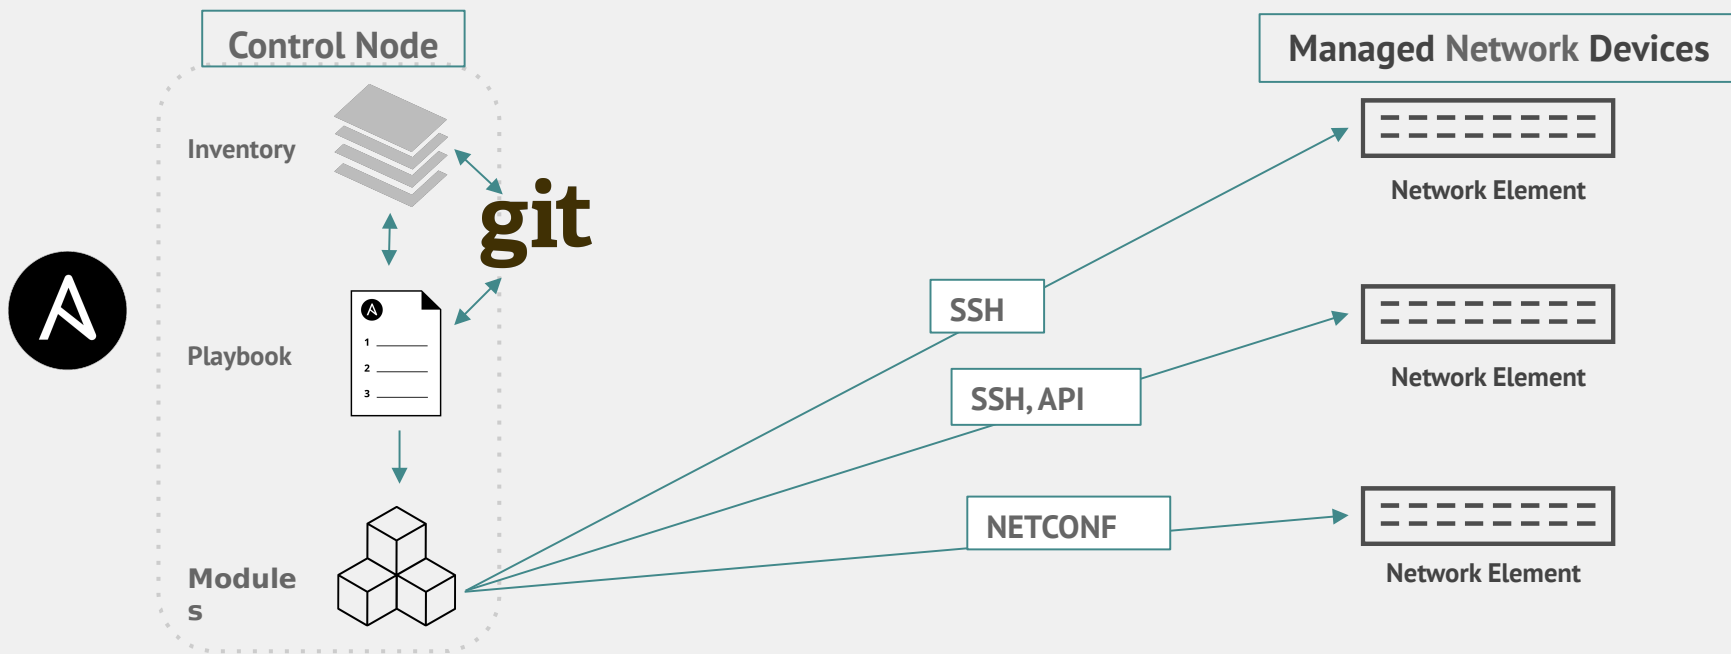 Control Node
Managed Network Devices
Inventory
git
Network Element
SSH
1
2
3
Playbook
SSH, API
Network Element
NETCONF
Module
s
Network Element